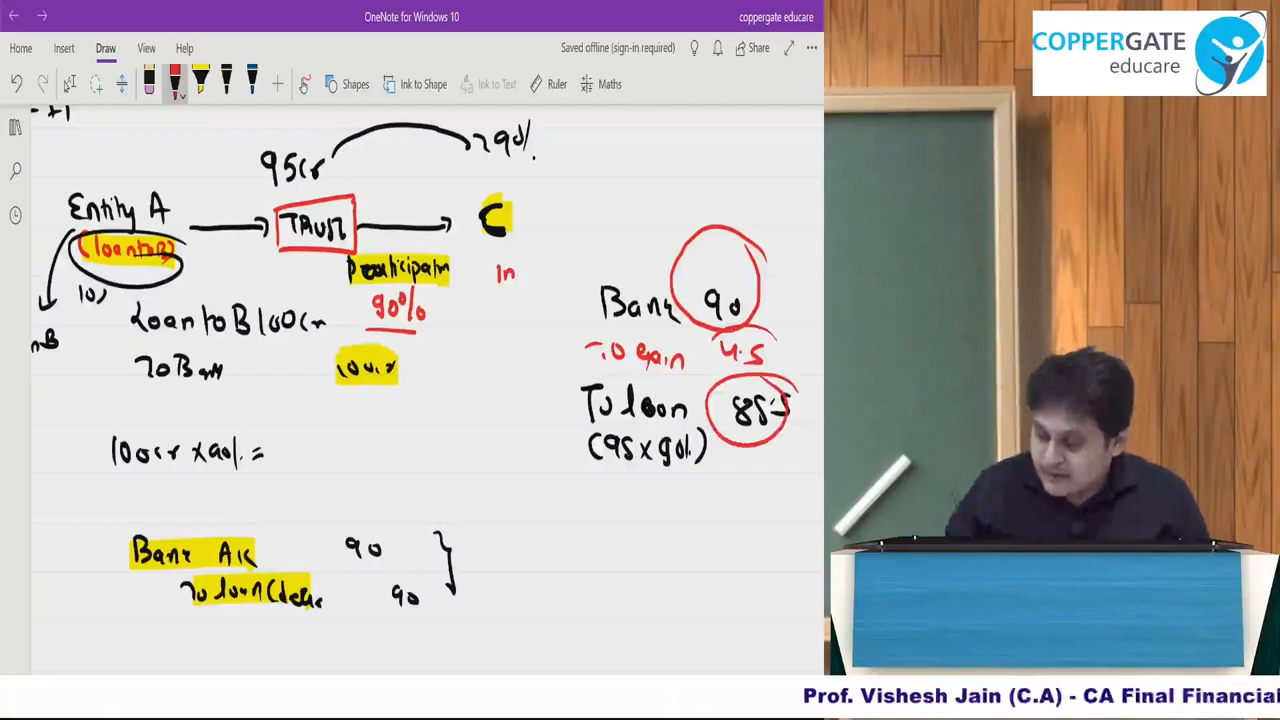 OneNote for Windows 10
coppergate educare
Home Insert Draw View Help
Saved offline (sign-in required)
Share
Shapes
Ink to Shape
Ink to Text
Ruler
Maths
COPPERGATE
educare
95cr
90%.
Entity A
TRUST
C
(loan to B)
Participatn
In
90%
Loan to B 100cr
Bank 90
To gain 4.5
To Bank
100cr
To loan 85.5
(95 x 90%)
100cr x 90% =
Bank A/c 90
To loan 90
Prof. Vishesh Jain (C.A) - CA Final Financial